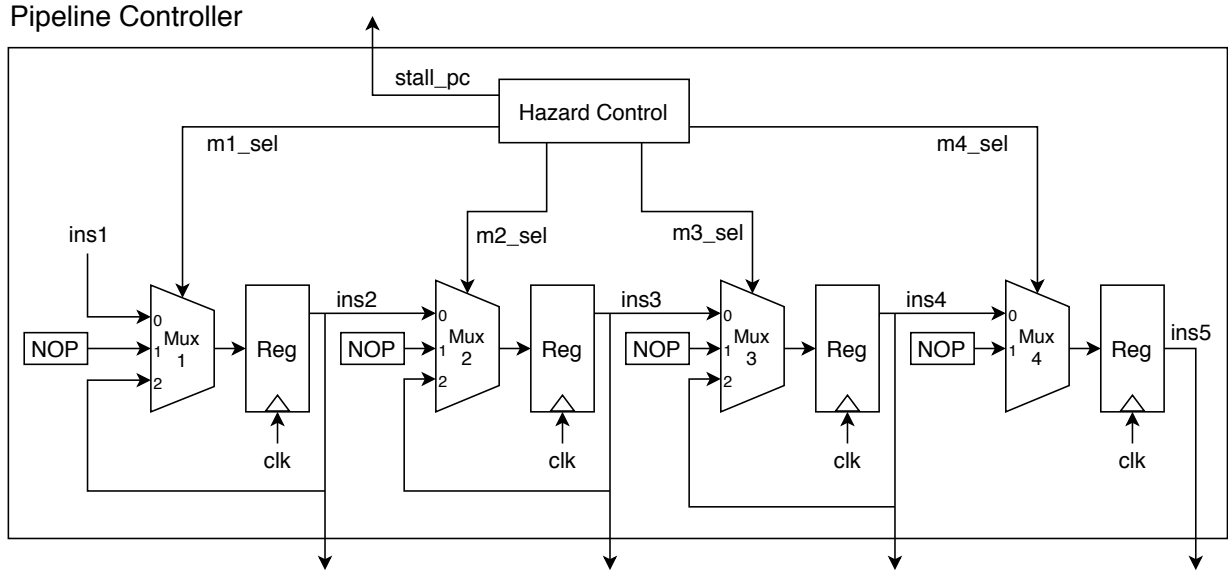 Pipeline Controller
stall_pc
Hazard Control
m1_sel
m4_sel
m2_sel
m3_sel
ins1
ins2
ins3
ins4
ins5
0
NOP
1
2
Mux
1
Reg
clk
0
NOP
1
2
Mux
2
Reg
clk
0
NOP
1
2
Mux
3
Reg
clk
0
NOP
1
Mux
4
Reg
clk